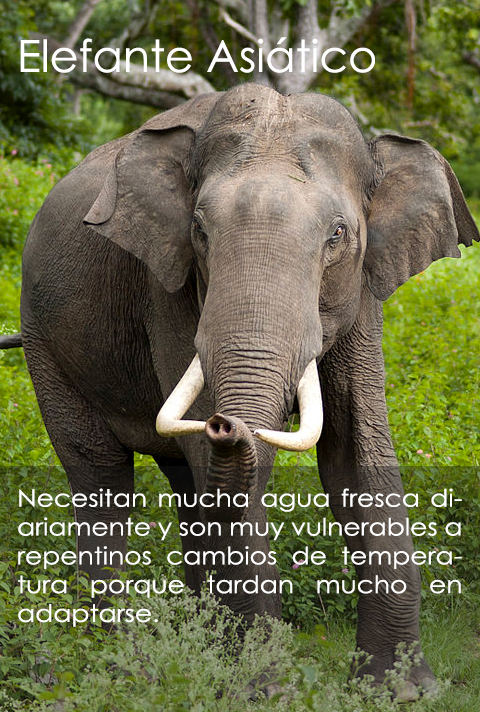 Elefante Asiático
Necesitan mucha agua fresca di-
ariamente y son muy vulnerables a
repentinos cambios de tempera-
tura porque tardan mucho en
adaptarse.